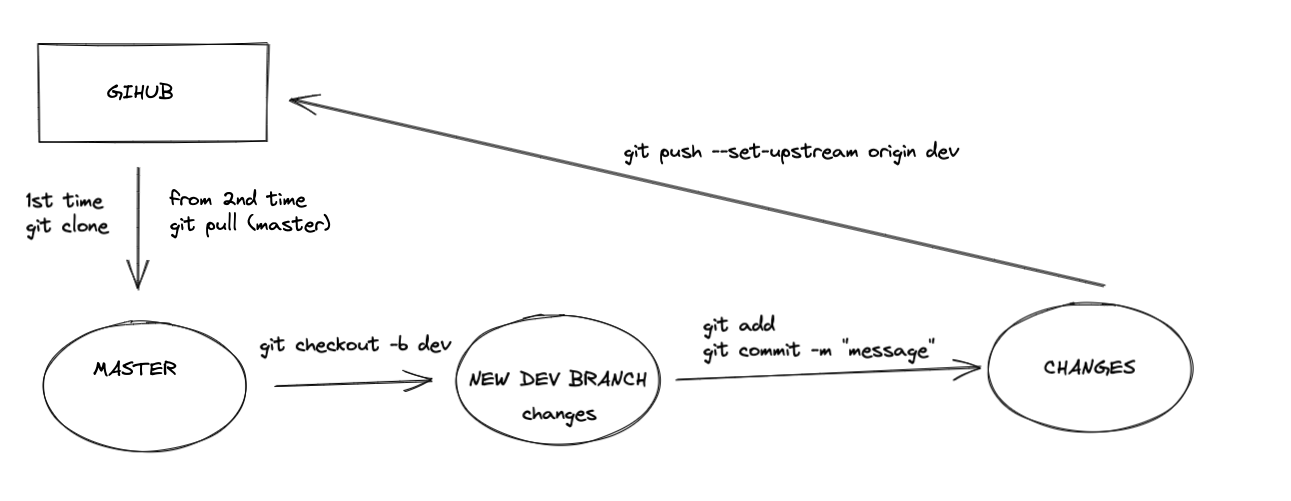 GIHUB
git push --set-upstream origin dev
1st time
git clone
from 2nd time
git pull (master)
git checkout -b dev
git add
git commit -m "message"
MASTER
NEW DEV BRANCH
changes
CHANGES